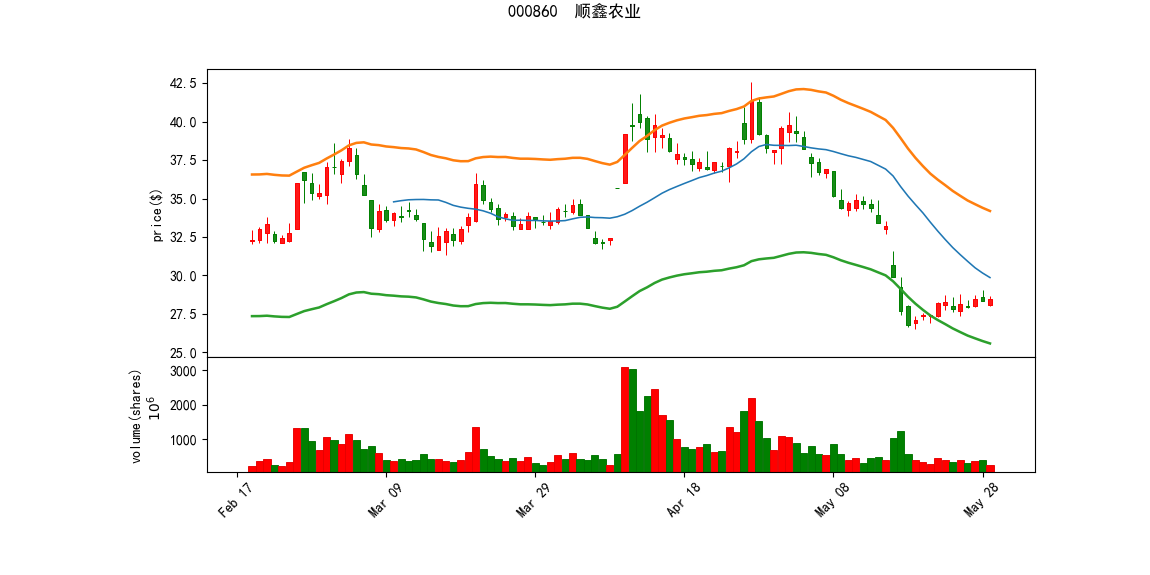 000860 顺鑫农业
42.5
40.0
37.5
35.0
32.5
30.0
27.5
25.0
price($)
3000
2000
1000
volume(shares)
10^6
Feb 17
Mar 09
Mar 29
Apr 18
May 08
May 28